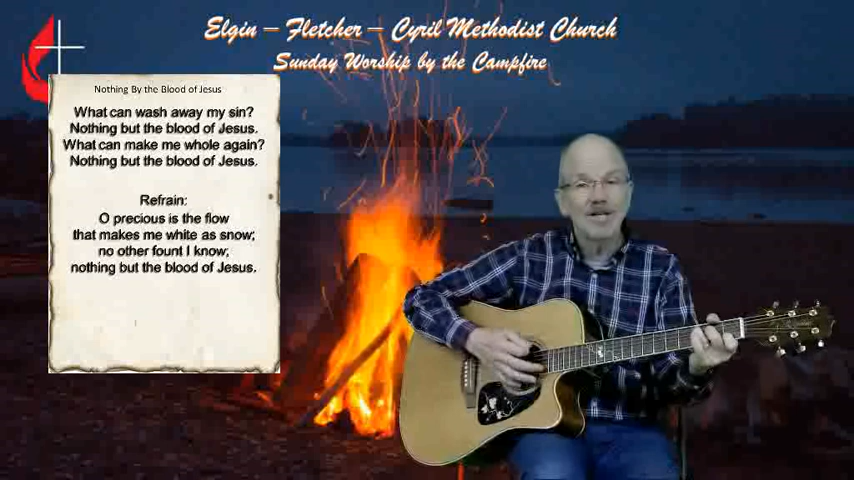 Elgin – Fletcher – Cyril Methodist Church
Sunday Worship by the Campfire
Nothing By the Blood of Jesus
What can wash away my sin?
Nothing but the blood of Jesus.
What can make me whole again?
Nothing but the blood of Jesus.
Refrain:
O precious is the flow
that makes me white as snow;
no other fount I know;
nothing but the blood of Jesus.